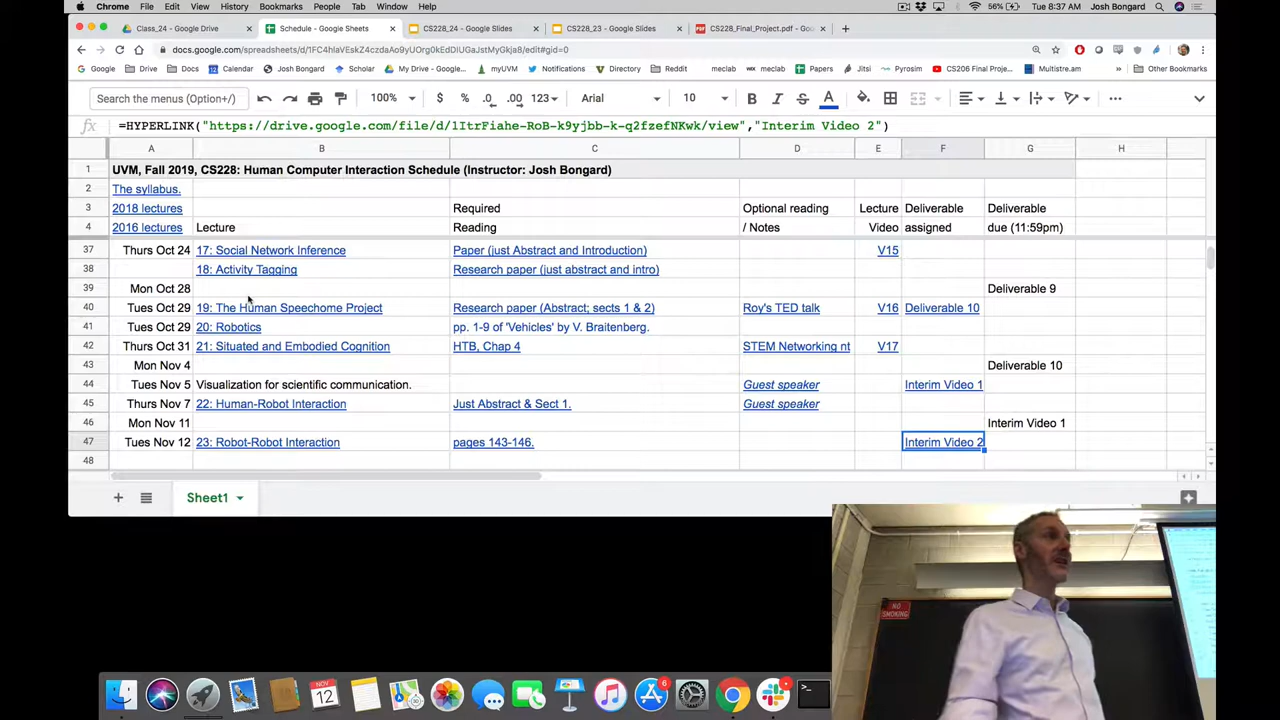 Chrome File Edit View History Bookmarks People Tab Window Help 56% Tue 8:37 AM Josh Bongard
Class_24 - Google Drive Schedule - Google Sheets CS228_24 - Google Slides CS228_23 - Google Slides CS228_Final_Project.pdf - Goo
docs.google.com/spreadsheets/d/1FC4hlaVEskZ4czdaAo9yUOrg0kEdDIUGaJstMyGkja8/edit#gid=0
Apps Drive Docs Calendar Josh Bongard Scholar My Drive - Google... myUVM Notifications Directory Reddit meclab meclab Papers Jitsi Pyrosim CS206 Final Proje... Multistre.am » Other Bookmarks
Search the menus (Option+/) 100% $ % .0 .00 123 Arial 10 B I S A
fx =HYPERLINK("https://drive.google.com/file/d/1ItrFiahe-RoB-k9yjbb-k-q2fzefNKwk/view","Interim Video 2")
A B C D E F G H
1 UVM, Fall 2019, CS228: Human Computer Interaction Schedule (Instructor: Josh Bongard)
2 The syllabus.
3 2018 lectures Required Optional reading Lecture Deliverable Deliverable
4 2016 lectures Lecture Reading / Notes Video assigned due (11:59pm)
37 Thurs Oct 24 17: Social Network Inference Paper (just Abstract and Introduction) V15
38 18: Activity Tagging Research paper (just abstract and intro)
39 Mon Oct 28 Deliverable 9
40 Tues Oct 29 19: The Human Speechome Project Research paper (Abstract; sects 1 & 2) Roy's TED talk V16 Deliverable 10
41 Tues Oct 29 20: Robotics pp. 1-9 of 'Vehicles' by V. Braitenberg.
42 Thurs Oct 31 21: Situated and Embodied Cognition HTB, Chap 4 STEM Networking nt V17
43 Mon Nov 4 Deliverable 10
44 Tues Nov 5 Visualization for scientific communication. Guest speaker Interim Video 1
45 Thurs Nov 7 22: Human-Robot Interaction Just Abstract & Sect 1. Guest speaker
46 Mon Nov 11 Interim Video 1
47 Tues Nov 12 23: Robot-Robot Interaction pages 143-146. Interim Video 2
48
Sheet1
NO
SMOKING
NOV
12
6